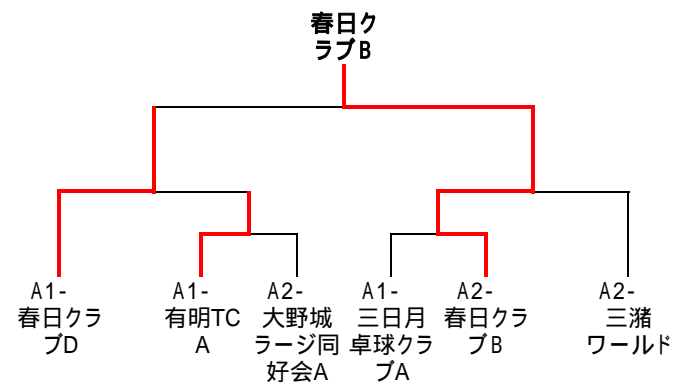 春日ク
ラブB
A1-
春日クラ
ブD
A1-
有明TC
A
A2-
大野城
ラージ同
好会A
A1-
三日月
卓球クラ
ブA
A2-
春日クラ
ブB
A2-
三潴
ワールド